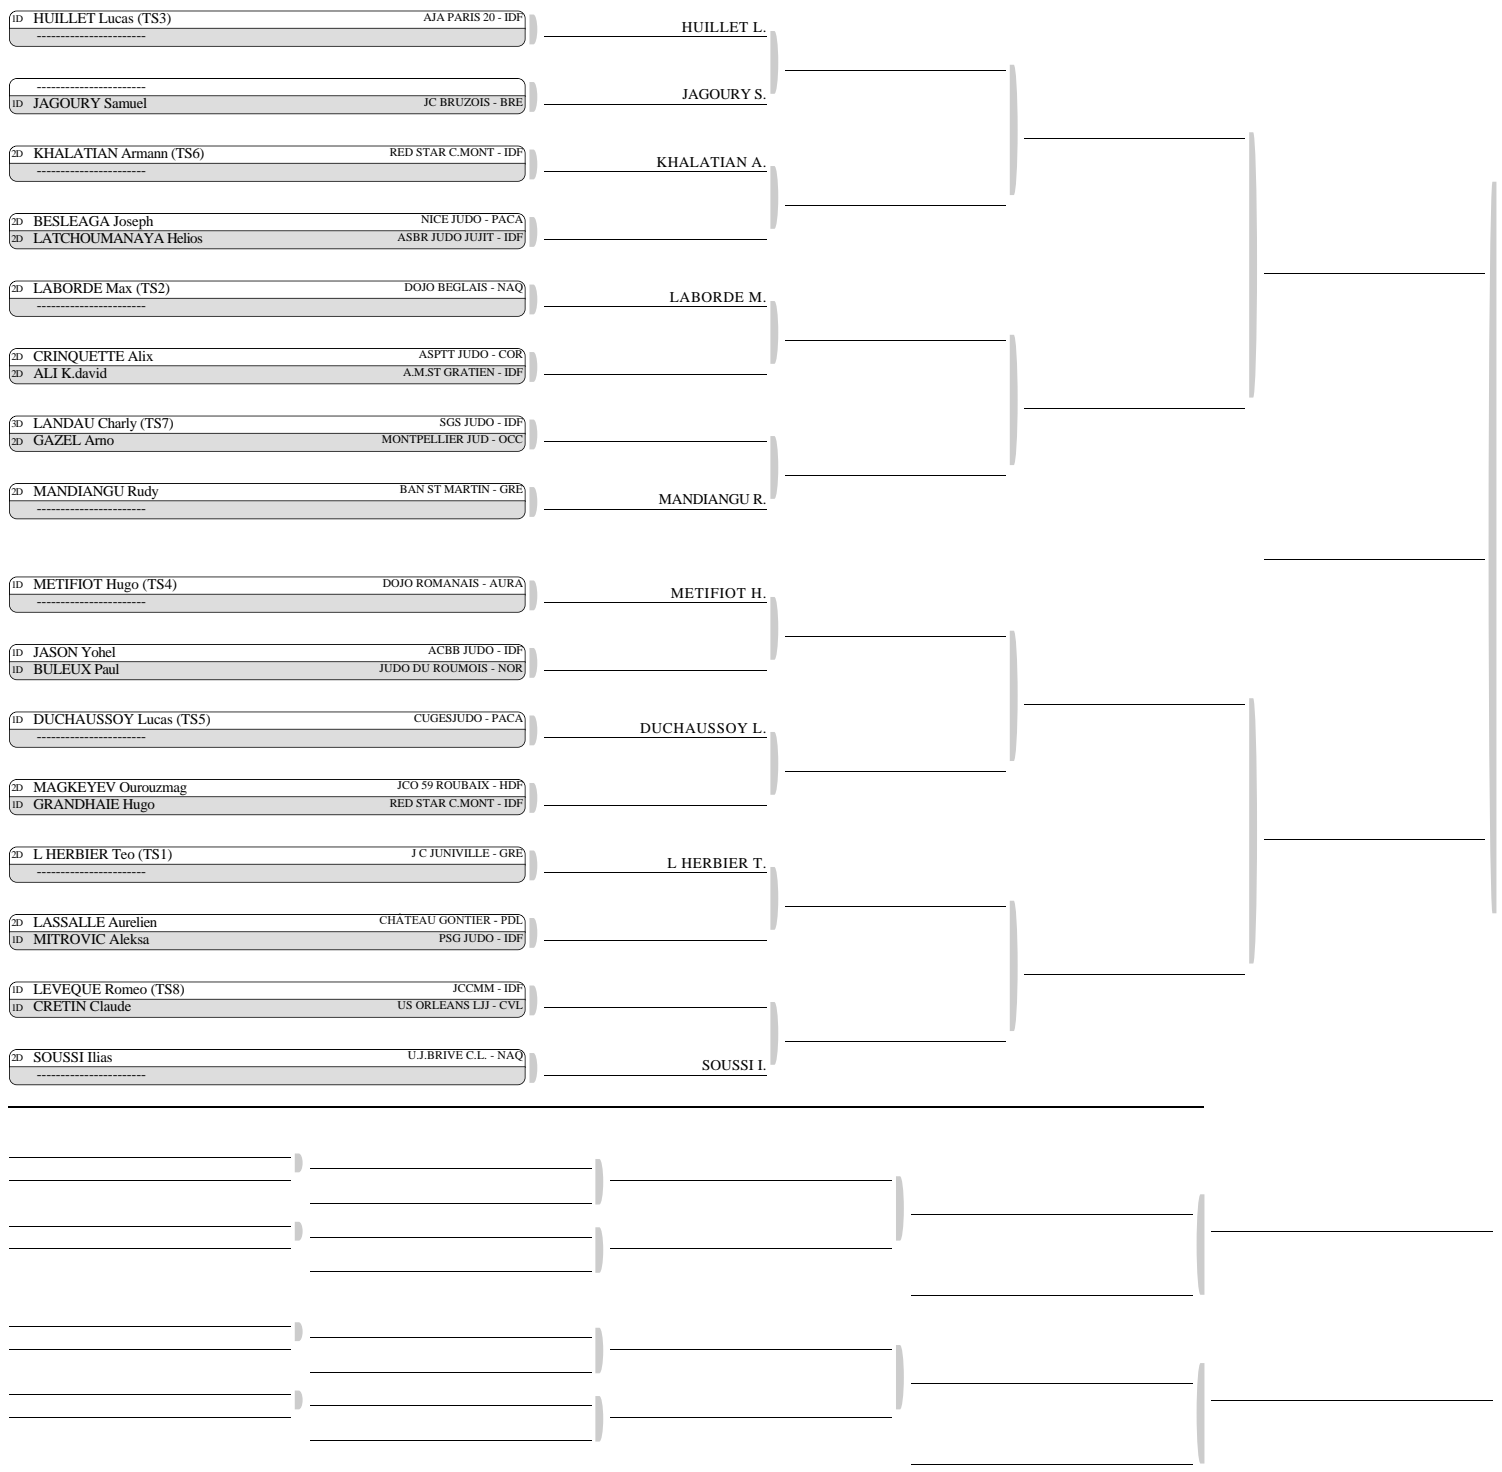 1D HUILLET Lucas (TS3) AJA PARIS 20 - IDF
-----------------------
HUILLET L.
-----------------------
1D JAGOURY Samuel JC BRUZOIS - BRE
JAGOURY S.
2D KHALATIAN Armann (TS6) RED STAR C.MONT - IDF
-----------------------
KHALATIAN A.
2D BESLEAGA Joseph NICE JUDO - PACA
2D LATCHOUMANAYA Helios ASBR JUDO JUJIT - IDF
2D LABORDE Max (TS2) DOJO BEGLAIS - NAQ
-----------------------
LABORDE M.
2D CRINQUETTE Alix ASPTT JUDO - COR
2D ALI K.david A.M.ST GRATIEN - IDF
3D LANDAU Charly (TS7) SGS JUDO - IDF
2D GAZEL Arno MONTPELLIER JUD - OCC
2D MANDIANGU Rudy BAN ST MARTIN - GRE
-----------------------
MANDIANGU R.
1D METIFIOT Hugo (TS4) DOJO ROMANAIS - AURA
-----------------------
METIFIOT H.
1D JASON Yohel ACBB JUDO - IDF
1D BULEUX Paul JUDO DU ROUMOIS - NOR
1D DUCHAUSSOY Lucas (TS5) CUGESJUDO - PACA
-----------------------
DUCHAUSSOY L.
2D MAGKEYEV Ourouzmag JCO 59 ROUBAIX - HDF
1D GRANDHAIE Hugo RED STAR C.MONT - IDF
2D L HERBIER Teo (TS1) J C JUNIVILLE - GRE
-----------------------
L HERBIER T.
2D LASSALLE Aurelien CHÂTEAU GONTIER - PDL
1D MITROVIC Aleksa PSG JUDO - IDF
1D LEVEQUE Romeo (TS8) JCCMM - IDF
1D CRETIN Claude US ORLEANS LJJ - CVL
2D SOUSSI Ilias U.J.BRIVE C.L. - NAQ
-----------------------
SOUSSI I.